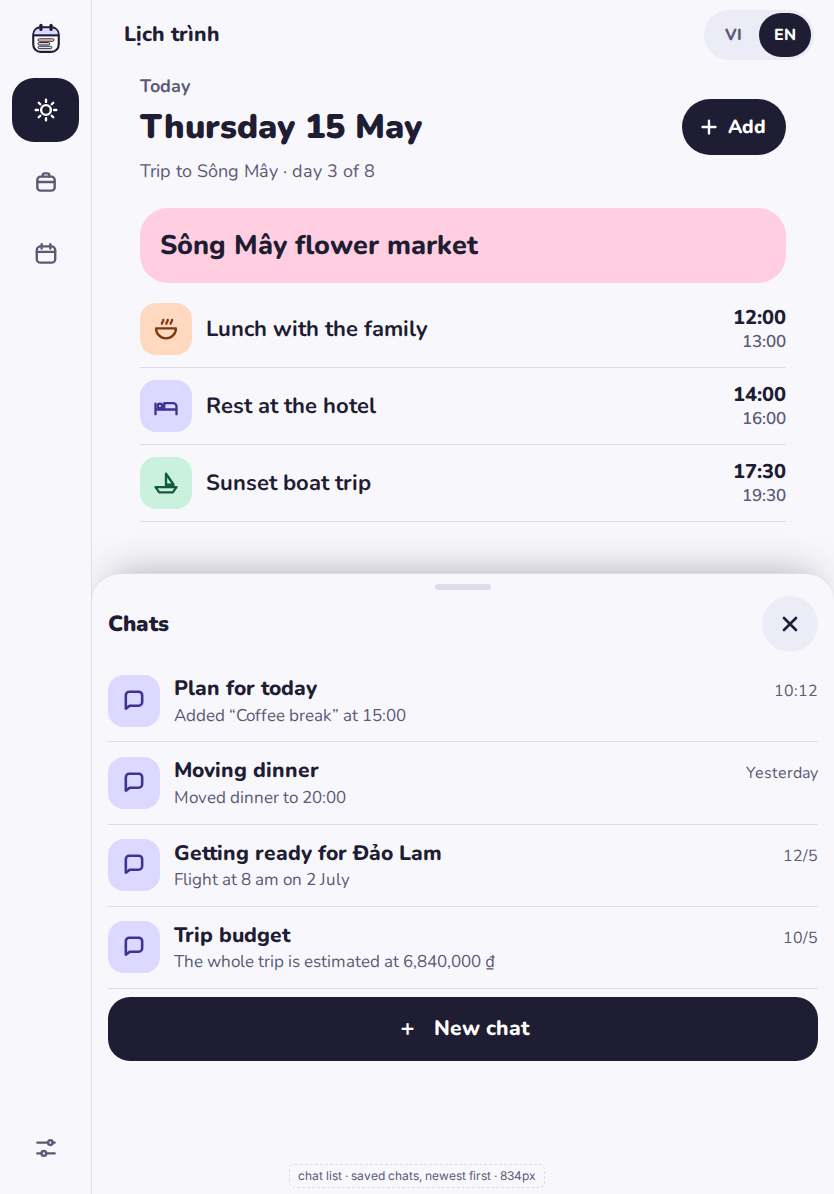 Lịch trình
VI
EN
Today
Thursday 15 May
+ Add
Trip to Sông Mây · day 3 of 8
Sông Mây flower market
Lunch with the family
12:00
13:00
Rest at the hotel
14:00
16:00
Sunset boat trip
17:30
19:30
Chats
Plan for today
10:12
Added “Coffee break” at 15:00
Moving dinner
Yesterday
Moved dinner to 20:00
Getting ready for Đảo Lam
12/5
Flight at 8 am on 2 July
Trip budget
10/5
The whole trip is estimated at 6,840,000 ₫
+ New chat
chat list · saved chats, newest first · 834px